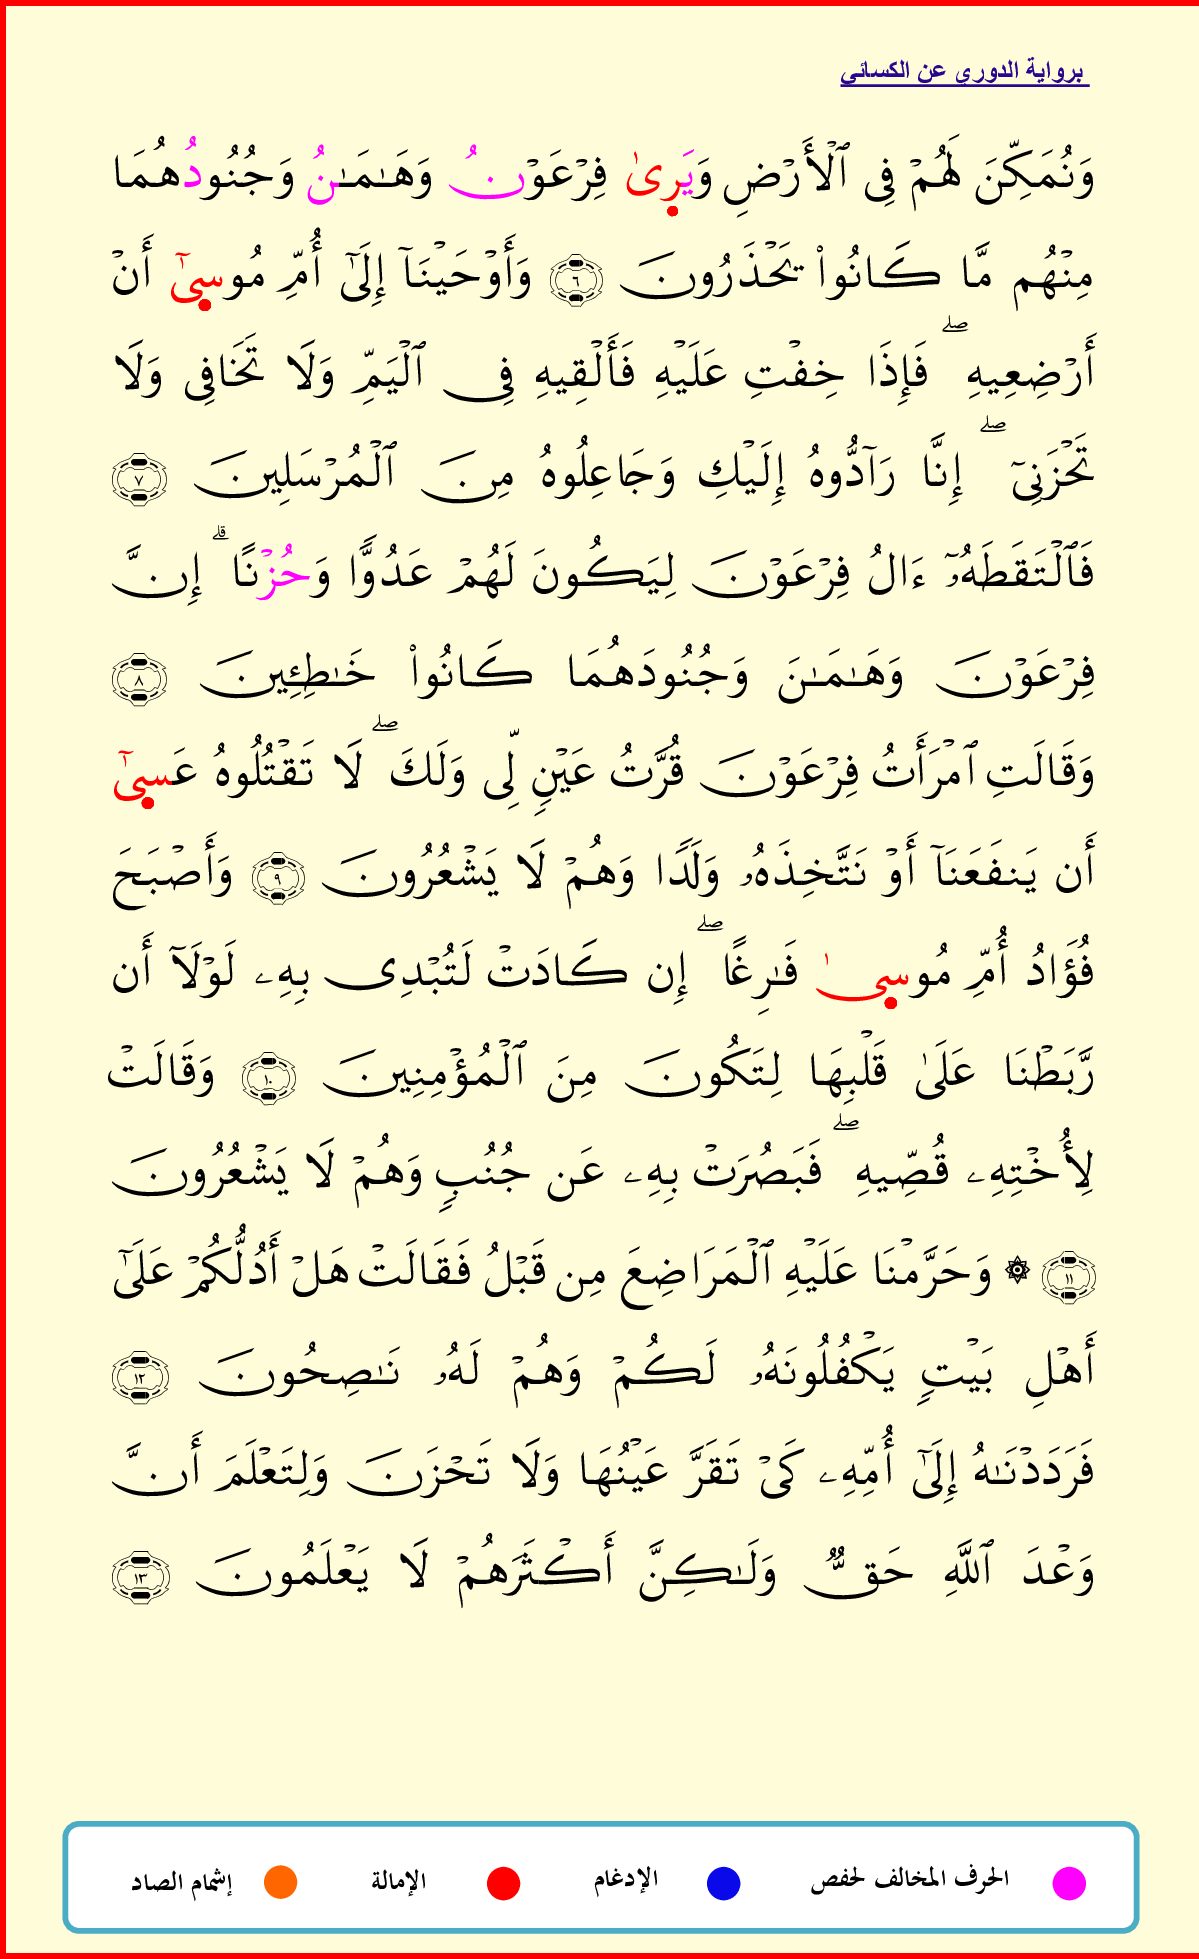 برواية الدوري عن الكسائي
وَنُمَكِّنَ لَهُمۡ فِي ٱلۡأَرۡضِ وَيَرِىٰ فِرۡعَوۡنُ وَهَٰمَٰنُ وَجُنُودُهُمَا
مِنۡهُم مَّا كَانُواْ يَحۡذَرُونَ ٦ وَأَوۡحَيۡنَآ إِلَىٰٓ أُمِّ مُوسِىٰٓ أَنۡ
أَرۡضِعِيهِۖ فَإِذَا خِفۡتِ عَلَيۡهِ فَأَلۡقِيهِ فِي ٱلۡيَمِّ وَلَا تَخَافِي وَلَا
تَحۡزَنِيٓۖ إِنَّا رَآدُّوهُ إِلَيۡكِ وَجَاعِلُوهُ مِنَ ٱلۡمُرۡسَلِينَ ٧
فَٱلۡتَقَطَهُۥٓ ءَالُ فِرۡعَوۡنَ لِيَكُونَ لَهُمۡ عَدُوّٗا وَحُزۡنًاۗ إِنَّ
فِرۡعَوۡنَ وَهَٰمَٰنَ وَجُنُودَهُمَا كَانُواْ خَٰطِـِٔينَ ٨
وَقَالَتِ ٱمۡرَأَتُ فِرۡعَوۡنَ قُرَّتُ عَيۡنٖ لِّي وَلَكَۖ لَا تَقۡتُلُوهُ عَسِىٰٓ
أَن يَنفَعَنَآ أَوۡ نَتَّخِذَهُۥ وَلَدٗا وَهُمۡ لَا يَشۡعُرُونَ ٩ وَأَصۡبَحَ
فُؤَادُ أُمِّ مُوسِىٰ فَٰرِغًاۖ إِن كَادَتۡ لَتُبۡدِي بِهِۦ لَوۡلَآ أَن
رَّبَطۡنَا عَلَىٰ قَلۡبِهَا لِتَكُونَ مِنَ ٱلۡمُؤۡمِنِينَ ١٠ وَقَالَتۡ
لِأُخۡتِهِۦ قُصِّيهِۖ فَبَصُرَتۡ بِهِۦ عَن جُنُبٖ وَهُمۡ لَا يَشۡعُرُونَ
١١ ۞ وَحَرَّمۡنَا عَلَيۡهِ ٱلۡمَرَاضِعَ مِن قَبۡلُ فَقَالَتۡ هَلۡ أَدُلُّكُمۡ عَلَىٰٓ
أَهۡلِ بَيۡتٖ يَكۡفُلُونَهُۥ لَكُمۡ وَهُمۡ لَهُۥ نَٰصِحُونَ ١٢
فَرَدَدۡنَٰهُ إِلَىٰٓ أُمِّهِۦ كَيۡ تَقَرَّ عَيۡنُهَا وَلَا تَحۡزَنَ وَلِتَعۡلَمَ أَنَّ
وَعۡدَ ٱللَّهِ حَقّٞ وَلَٰكِنَّ أَكۡثَرَهُمۡ لَا يَعۡلَمُونَ ١٣
الحرف المخالف لحفص الإدغام الإمالة إشمام الصاد